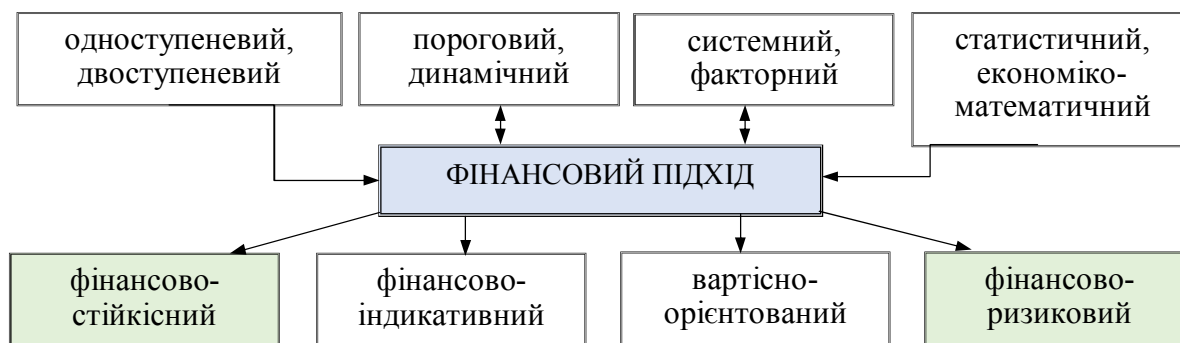 одноступеневий,
двоступеневий
пороговий,
динамічний
системний,
факторний
статистичний,
економіко-
математичний
ФІНАНСОВИЙ ПІДХІД
фінансово-
стійкісний
фінансово-
індикативний
вартісно-
орієнтований
фінансово-
ризиковий